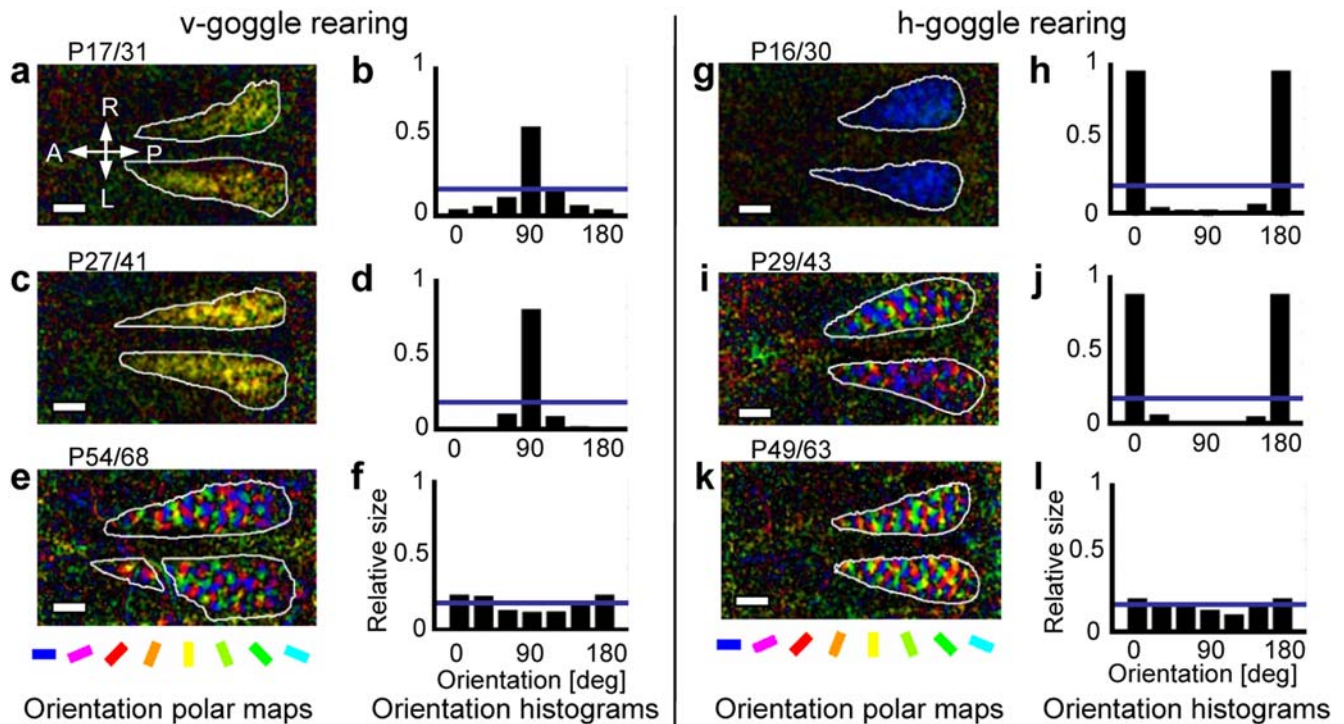 v-goggle rearing
h-goggle rearing
a
P17/31
R
A
P
L
b
1
0.5
0
0
90
180
g
P16/30
h
1
0.5
0
0
90
180
c
P27/41
d
1
0.5
0
0
90
180
i
P29/43
j
1
0.5
0
0
90
180
e
P54/68
f
Relative size
1
0.5
0
0
90
180
Orientation [deg]
k
P49/63
l
Relative size
1
0.5
0
0
90
180
Orientation [deg]
Orientation polar maps
Orientation histograms
Orientation polar maps
Orientation histograms